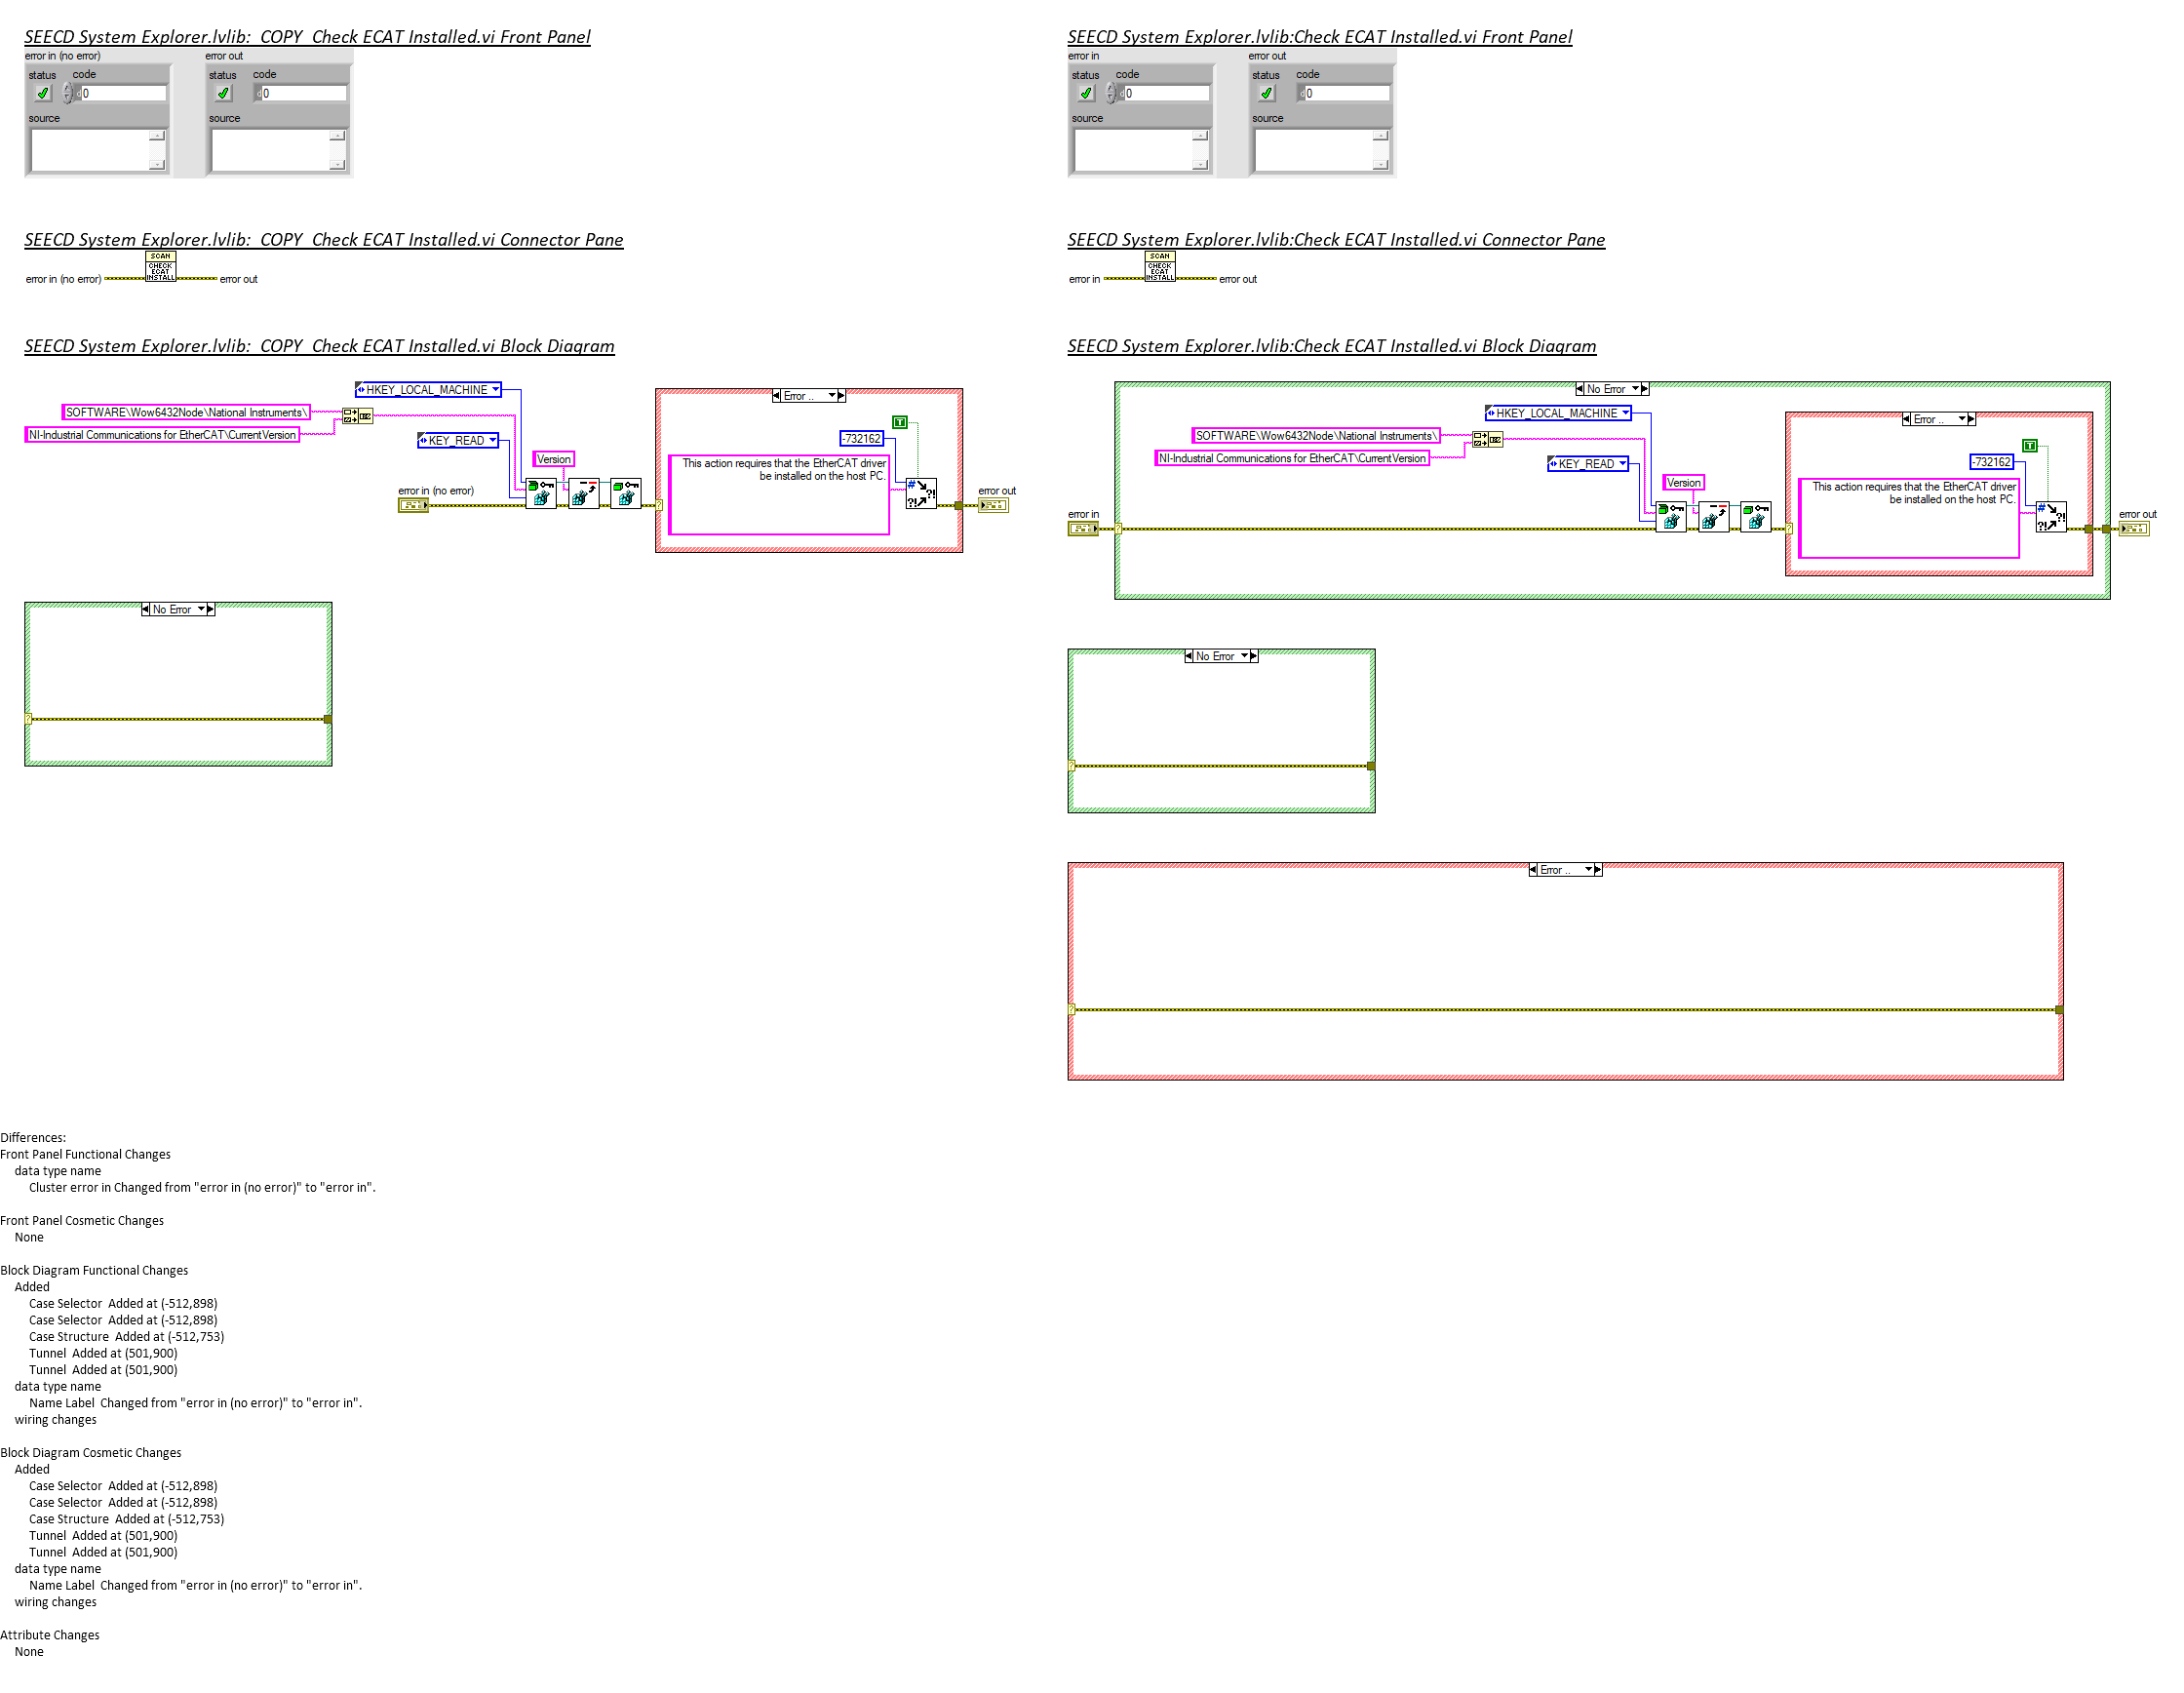 SEECD System Explorer.lvlib:  COPY  Check ECAT Installed.vi Front Panel
error in (no error)
error out
status
code
0
source
status
code
0
source
SEECD System Explorer.lvlib:  COPY  Check ECAT Installed.vi Connector Pane
SCAN
CHECK
ECAT
INSTALL
error in (no error)
error out
SEECD System Explorer.lvlib:  COPY  Check ECAT Installed.vi Block Diagram
HKEY_LOCAL_MACHINE
SOFTWARE\Wow6432Node\National Instruments\
NI-Industrial Communications for EtherCAT\CurrentVersion
KEY_READ
Version
error in (no error)
Error ..
T
-732162
This action requires that the EtherCAT driver
be installed on the host PC.
error out
No Error
SEECD System Explorer.lvlib:Check ECAT Installed.vi Front Panel
error in
error out
status
code
0
source
status
code
0
source
SEECD System Explorer.lvlib:Check ECAT Installed.vi Connector Pane
SCAN
CHECK
ECAT
INSTALL
error in
error out
SEECD System Explorer.lvlib:Check ECAT Installed.vi Block Diagram
No Error
HKEY_LOCAL_MACHINE
SOFTWARE\Wow6432Node\National Instruments\
NI-Industrial Communications for EtherCAT\CurrentVersion
KEY_READ
Version
error in
Error ..
T
-732162
This action requires that the EtherCAT driver
be installed on the host PC.
error out
No Error
Error ..
Differences:
Front Panel Functional Changes
data type name
Cluster error in Changed from "error in (no error)" to "error in".
Front Panel Cosmetic Changes
None
Block Diagram Functional Changes
Added
Case Selector  Added at (-512,898)
Case Selector  Added at (-512,898)
Case Structure  Added at (-512,753)
Tunnel  Added at (501,900)
Tunnel  Added at (501,900)
data type name
Name Label  Changed from "error in (no error)" to "error in".
wiring changes
Block Diagram Cosmetic Changes
Added
Case Selector  Added at (-512,898)
Case Selector  Added at (-512,898)
Case Structure  Added at (-512,753)
Tunnel  Added at (501,900)
Tunnel  Added at (501,900)
data type name
Name Label  Changed from "error in (no error)" to "error in".
wiring changes
Attribute Changes
None